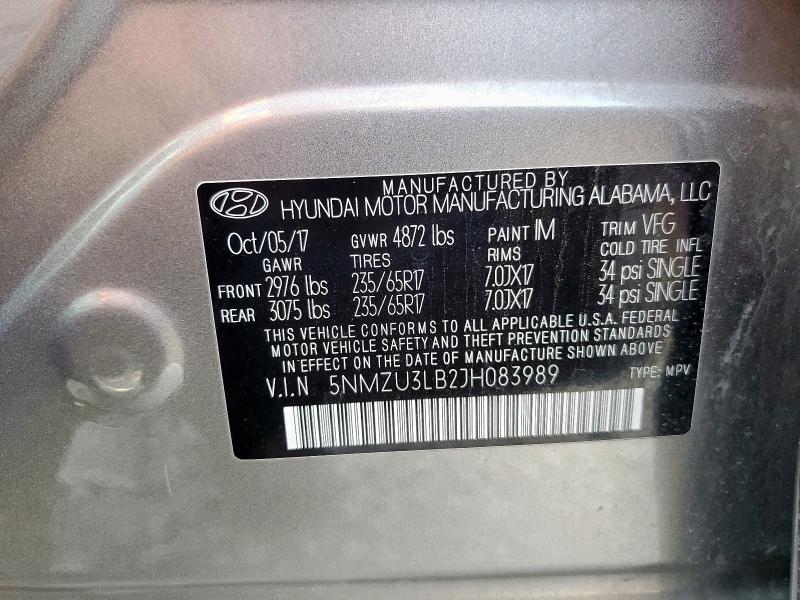 MANUFACTURED BY
HYUNDAI MOTOR MANUFACTURING ALABAMA, LLC
Oct/05/17 GVWR 4872 lbs PAINT IM TRIM VFG
GAWR TIRES RIMS COLD TIRE INFL
FRONT 2976 lbs 235/65R17 7.0JX17 34 psi SINGLE
REAR 3075 lbs 235/65R17 7.0JX17 34 psi SINGLE
THIS VEHICLE CONFORMS TO ALL APPLICABLE U.S.A. FEDERAL
MOTOR VEHICLE SAFETY AND THEFT PREVENTION STANDARDS
IN EFFECT ON THE DATE OF MANUFACTURE SHOWN ABOVE
V.I.N 5NMZU3LB2JH083989 TYPE: MPV